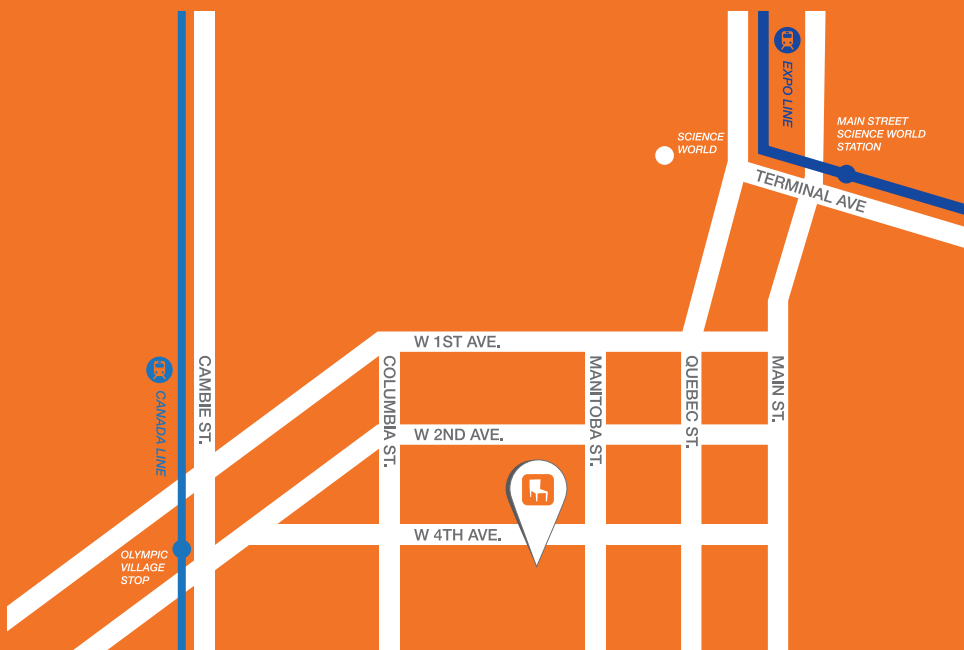 EXPO LINE
MAIN STREET
SCIENCE WORLD
STATION
SCIENCE
WORLD
TERMINAL AVE
W 1ST AVE.
CAMBIE ST.
COLUMBIA ST.
MANITOBA ST.
QUEBEC ST.
MAIN ST.
CANADA LINE
W 2ND AVE.
W 4TH AVE.
OLYMPIC
VILLAGE
STOP